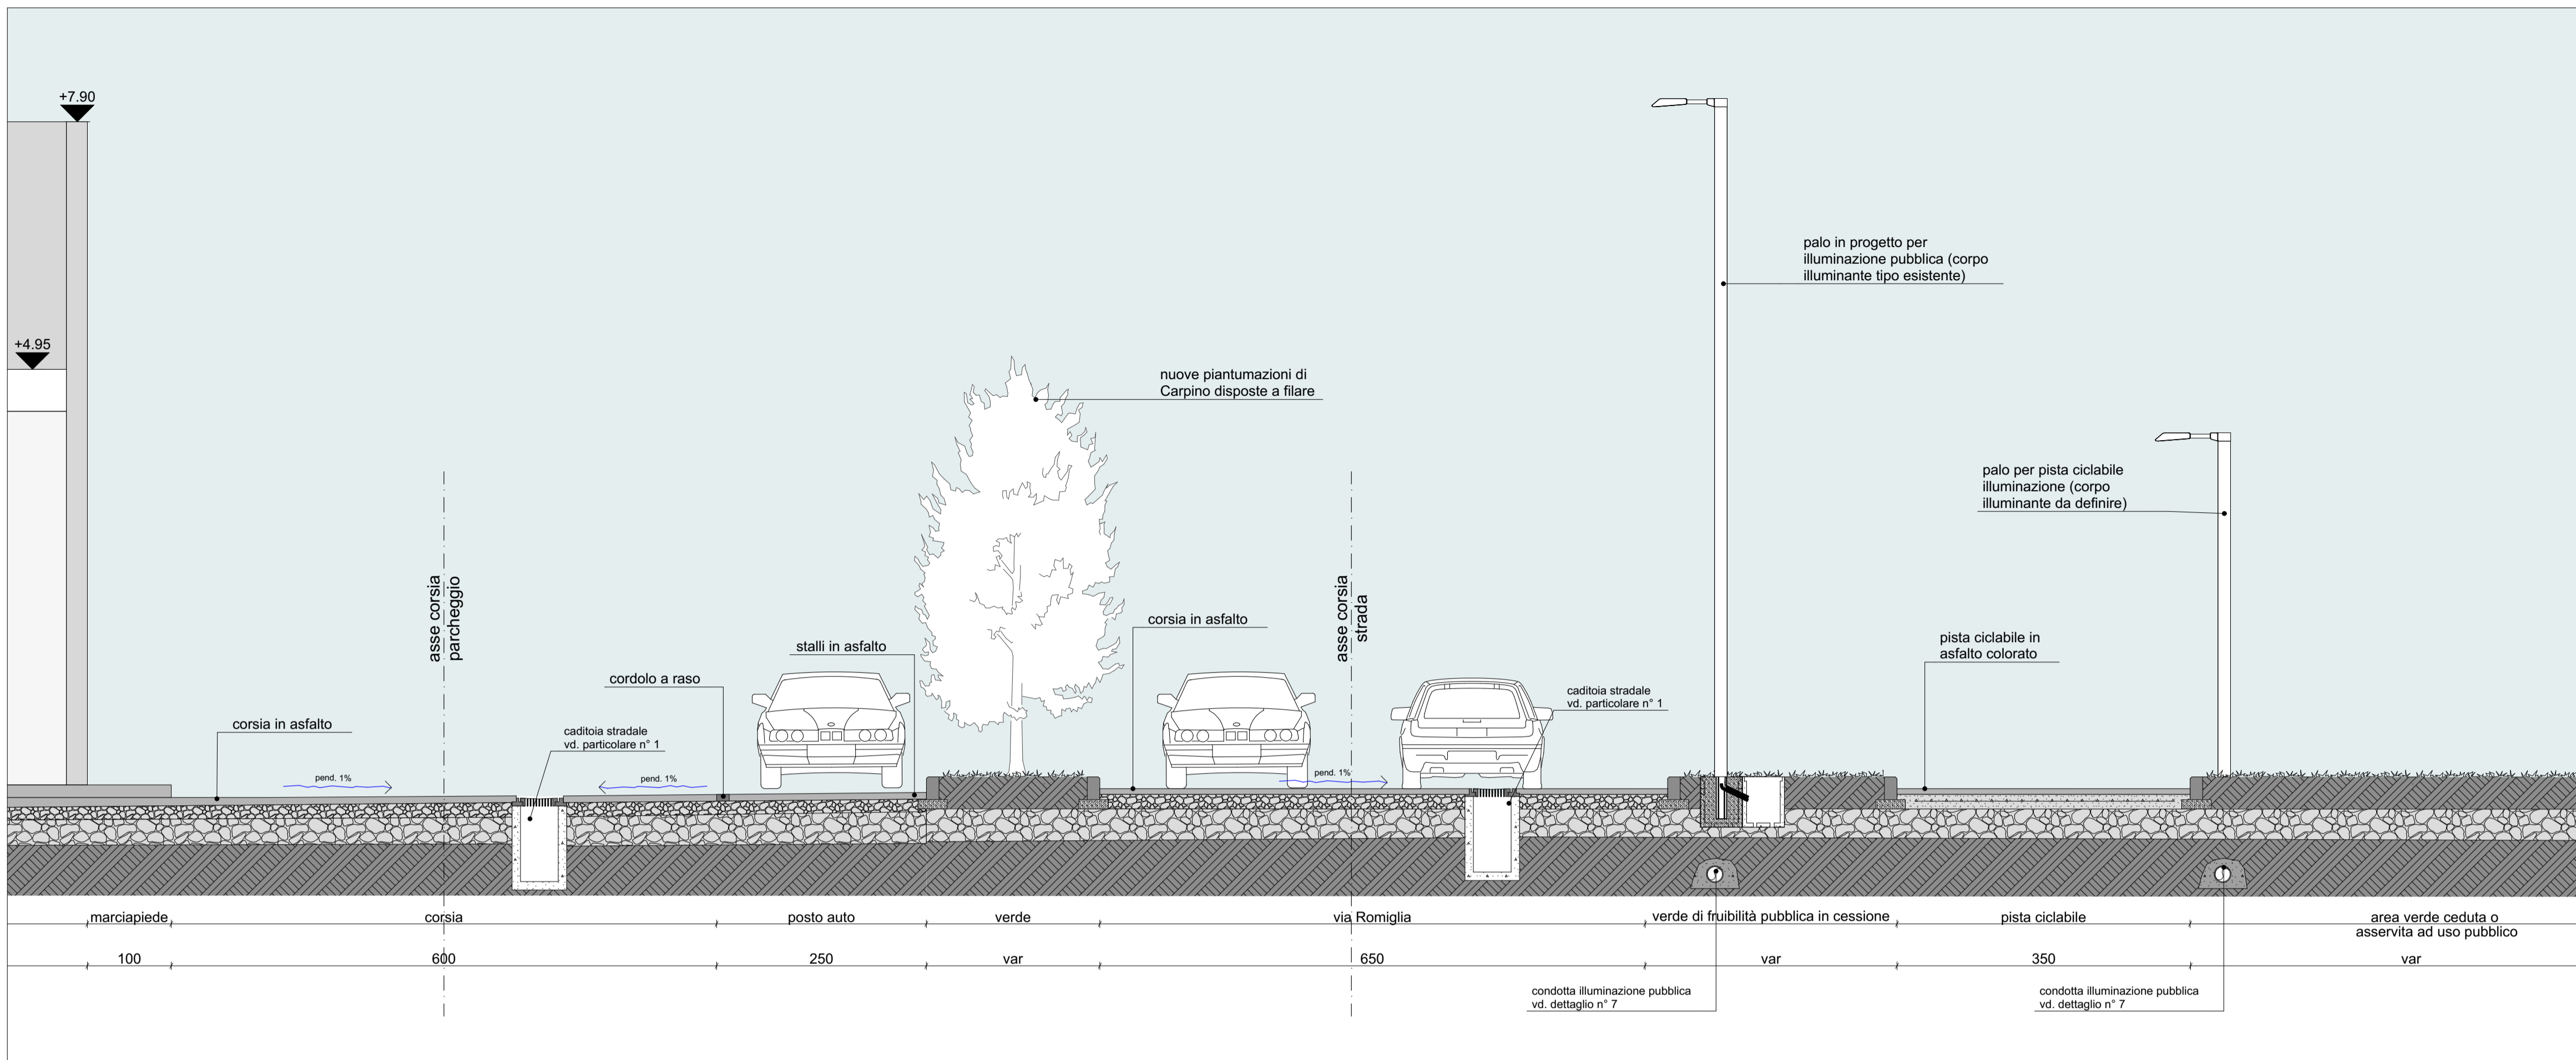 +7.90
+4.95
palo in progetto per
illuminazione pubblica (corpo
illuminante tipo esistente)
nuove piantumazioni di
Carpino disposte a filare
palo per pista ciclabile
illuminazione (corpo
illuminante da definire)
asse corsia
parcheggio
asse corsia
strada
corsia in asfalto
stalli in asfalto
pista ciclabile in
asfalto colorato
cordolo a raso
caditoia stradale
vd. particolare n° 1
corsia in asfalto
caditoia stradale
vd. particolare n° 1
pend. 1%
pend. 1%
pend. 1%
marciapiede
corsia
posto auto
verde
via Romiglia
verde di fruibilità pubblica in cessione
pista ciclabile
area verde ceduta o
asservita ad uso pubblico
100
600
250
var
650
var
350
var
condotta illuminazione pubblica
vd. dettaglio n° 7
condotta illuminazione pubblica
vd. dettaglio n° 7